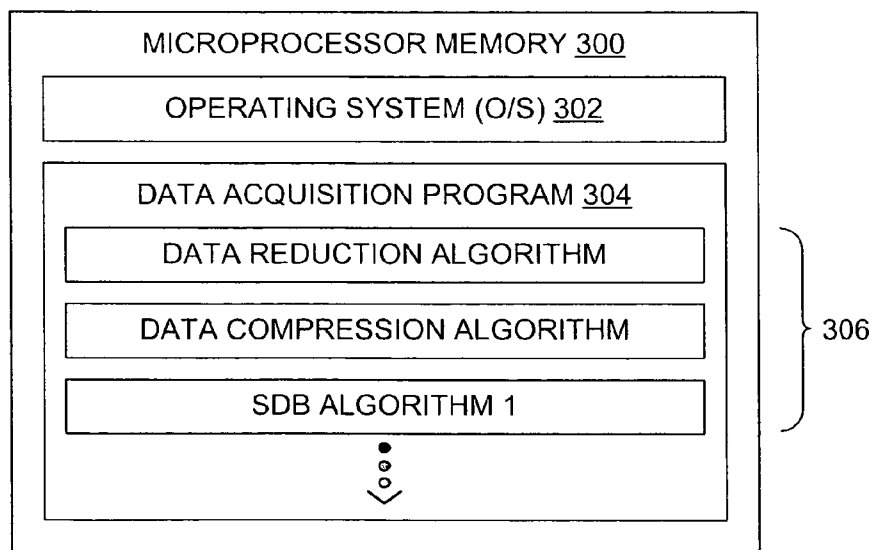 MICROPROCESSOR MEMORY 300
OPERATING SYSTEM (O/S) 302
DATA ACQUISITION PROGRAM 304
DATA REDUCTION ALGORITHM
DATA COMPRESSION ALGORITHM
306
SDB ALGORITHM 1